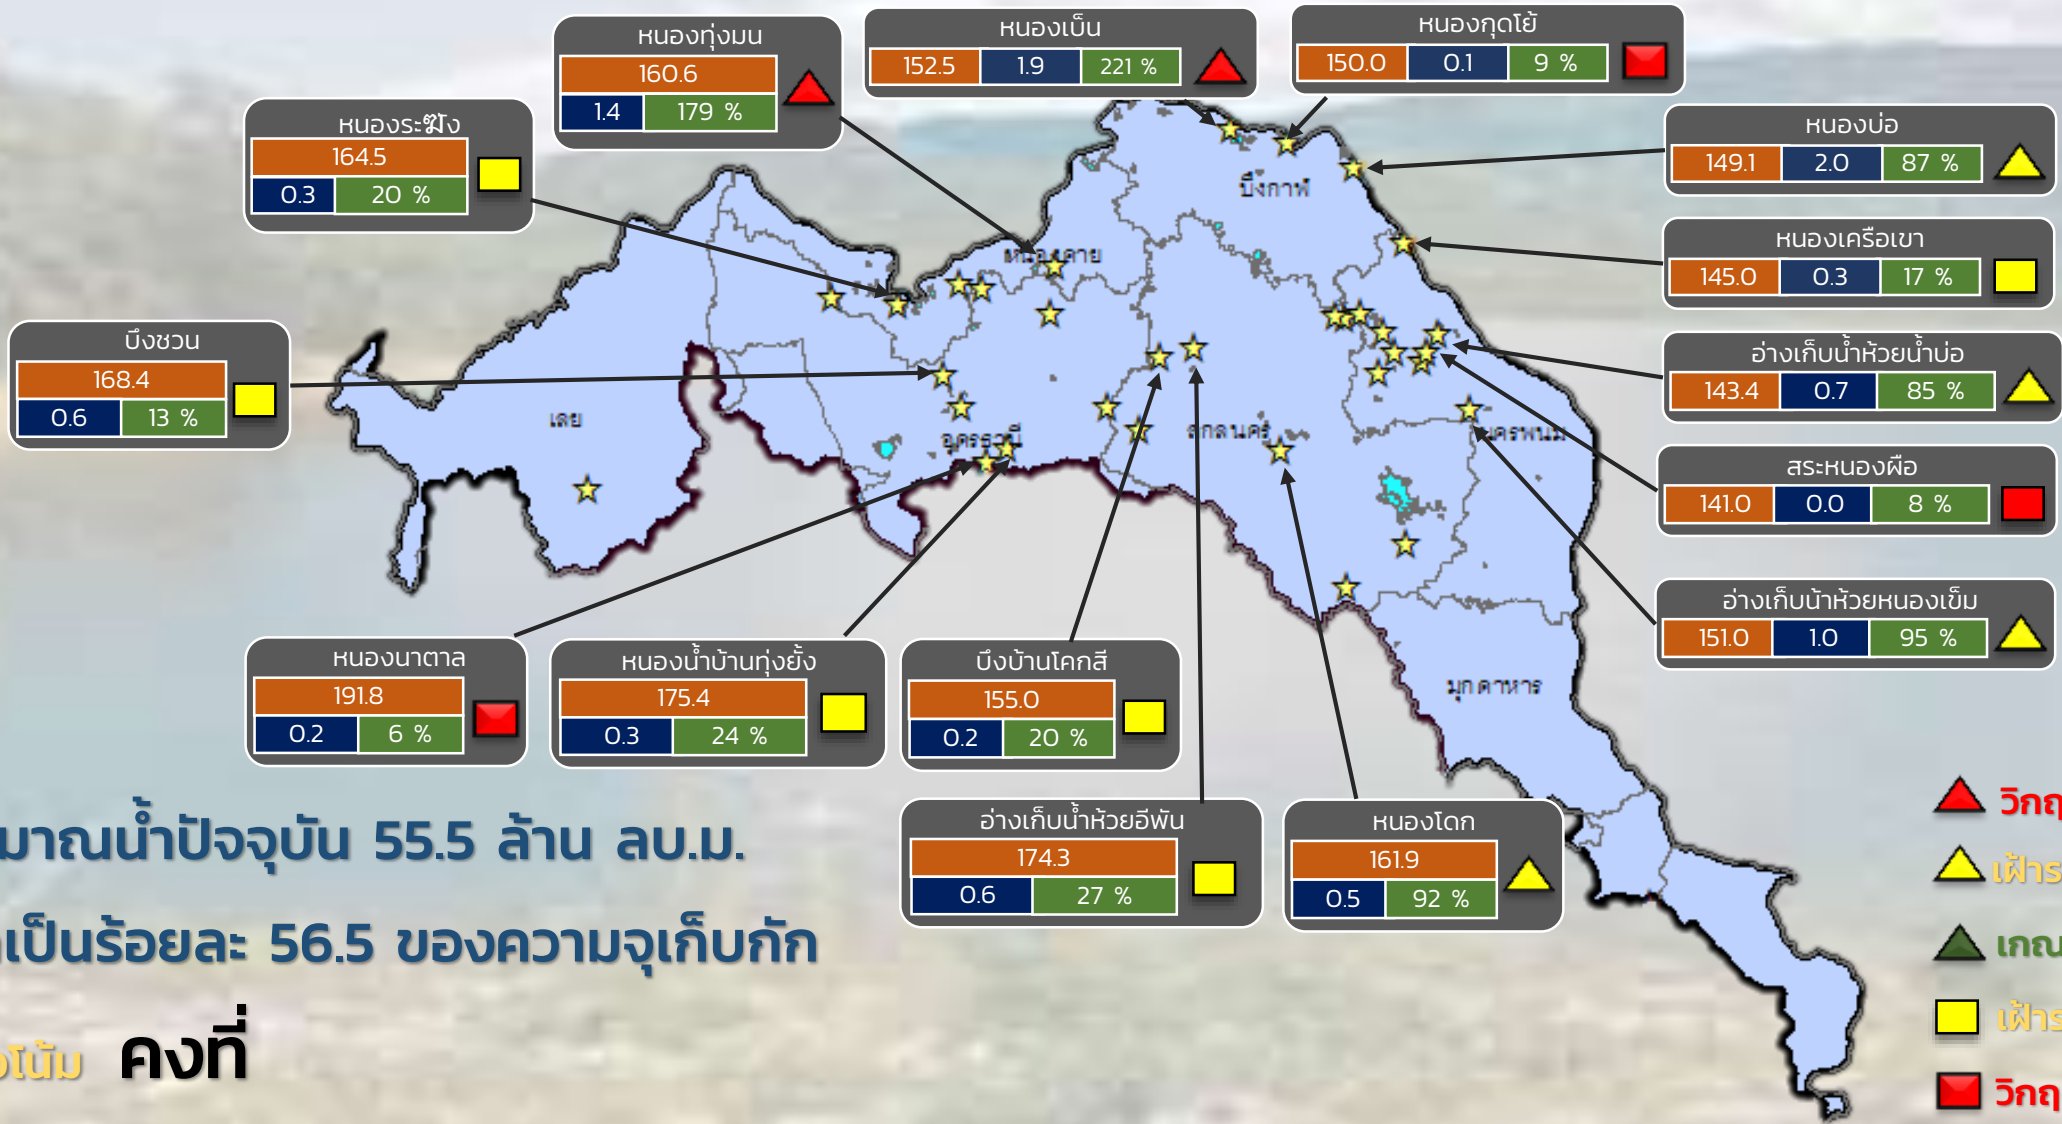 หนองทุ่งมน
160.6
1.4 179 %
หนองเบ็น
152.5 1.9 221 %
หนองกุดโย้
150.0 0.1 9 %
หนองระฆัง
164.5
0.3 20 %
หนองบ่อ
149.1 2.0 87 %
หนองเครือเขา
145.0 0.3 17 %
บึงชวน
168.4
0.6 13 %
อ่างเก็บน้ำห้วยน้ำบ่อ
143.4 0.7 85 %
สระหนองผือ
141.0 0.0 8 %
อ่างเก็บน้าห้วยหนองเข็ม
151.0 1.0 95 %
บึงกาฬ
หนองคาย
เลย
อุดรธานี
สกลนคร
นครพนม
มุกดาหาร
หนองนาตาล
191.8
0.2 6 %
หนองน้ำบ้านทุ่งยั้ง
175.4
0.3 24 %
บึงบ้านโคกสี
155.0
0.2 20 %
อ่างเก็บน้ำห้วยอีพัน
174.3
0.6 27 %
หนองโดก
161.9
0.5 92 %
มาณน้ำปัจจุบัน 55.5 ล้าน ลบ.ม.
เป็นร้อยละ 56.5 ของความจุเก็บกัก
โน้ม คงที่
วิกฤ
เฝ้าร
เกณ
เฝ้าร
วิกฤ